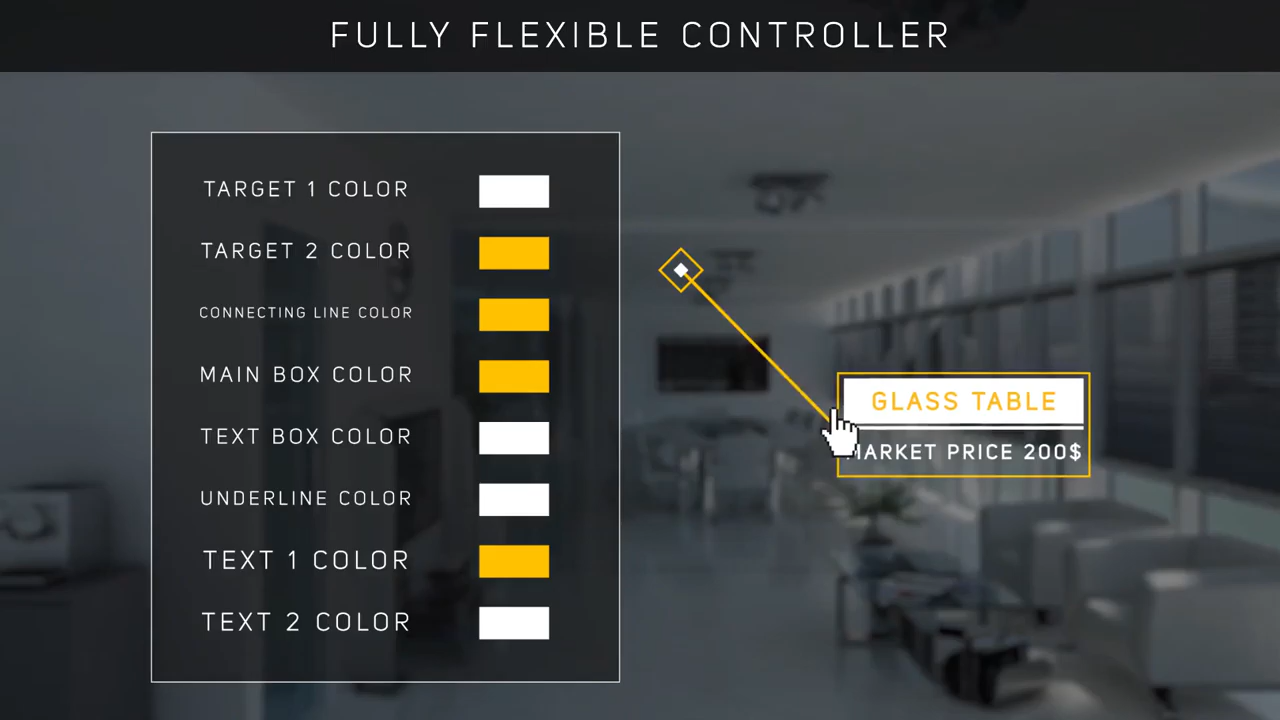 FULLY FLEXIBLE CONTROLLER
TARGET 1 COLOR
TARGET 2 COLOR
CONNECTING LINE COLOR
MAIN BOX COLOR
TEXT BOX COLOR
UNDERLINE COLOR
TEXT 1 COLOR
TEXT 2 COLOR
GLASS TABLE
MARKET PRICE 200$